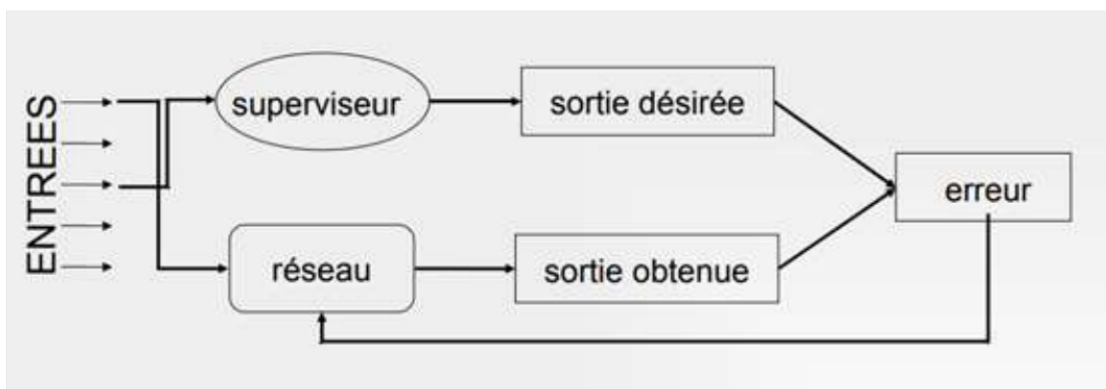 ENTREES
superviseur
sortie désirée
erreur
réseau
sortie obtenue